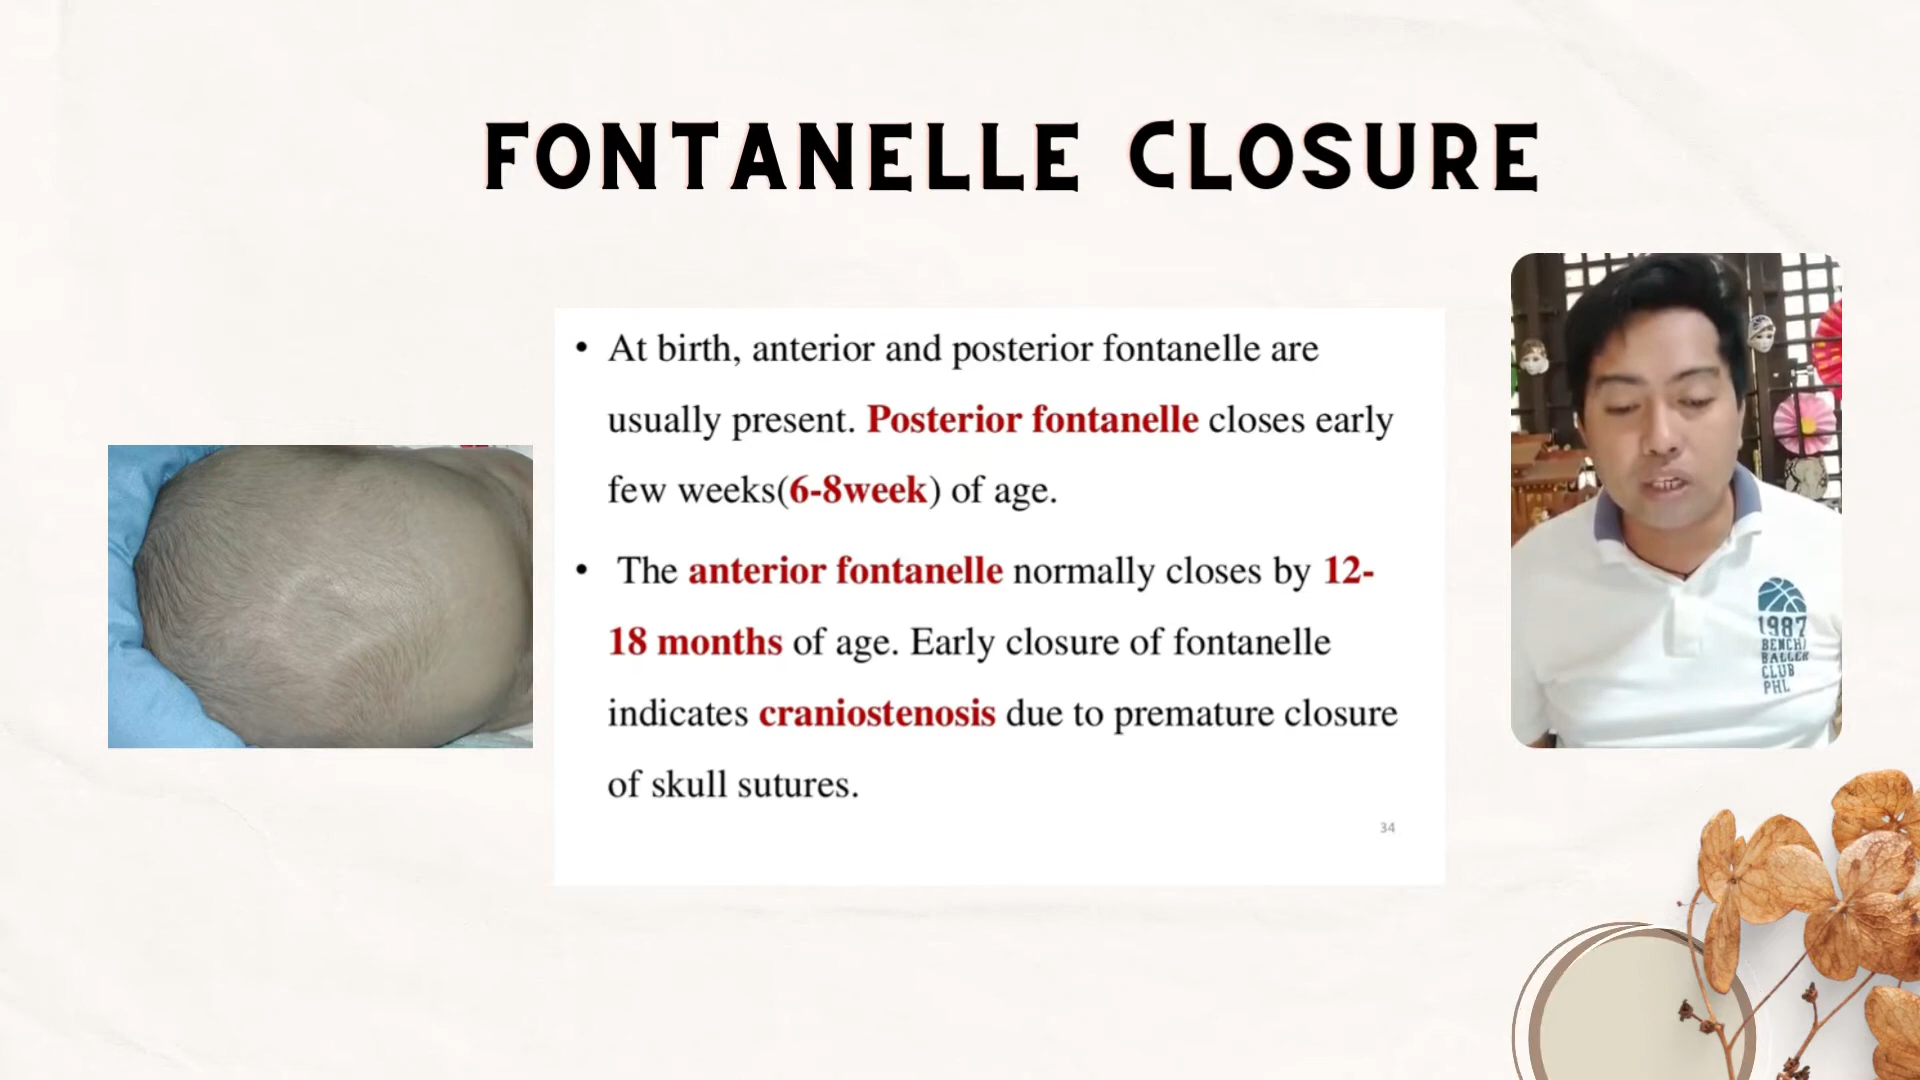 FONTANELLE CLOSURE
• At birth, anterior and posterior fontanelle are
usually present. Posterior fontanelle closes early
few weeks(6-8week) of age.
• The anterior fontanelle normally closes by 12-
18 months of age. Early closure of fontanelle
indicates craniostenosis due to premature closure
of skull sutures.
34
1987
BENCH/
BALLER
CLUB
PHL